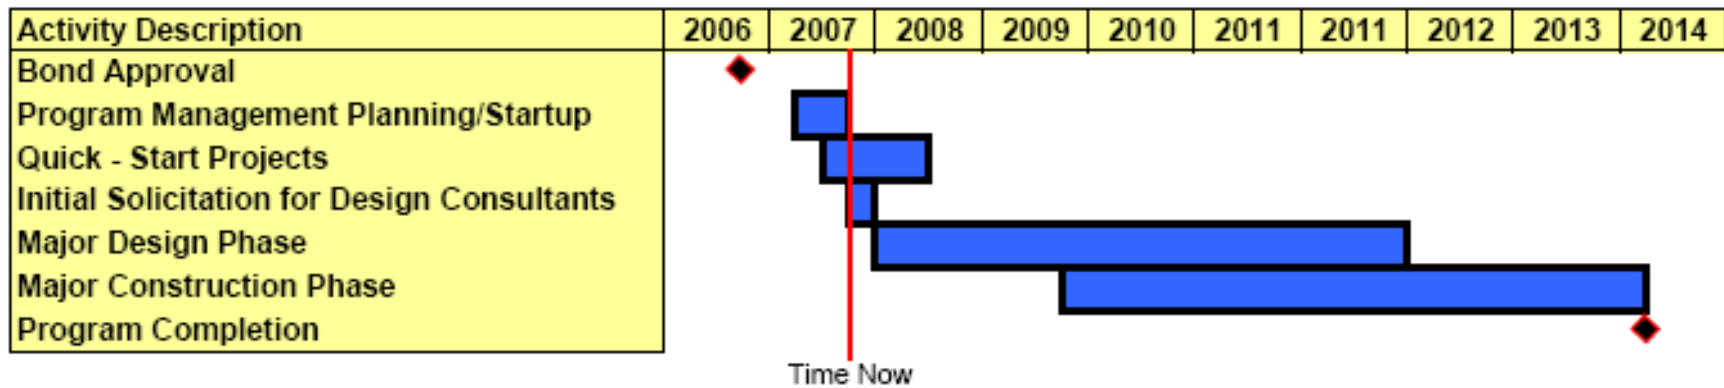 Activity Description 2006 2007 2008 2009 2010 2011 2011 2012 2013 2014
Bond Approval
Program Management Planning/Startup
Quick - Start Projects
Initial Solicitation for Design Consultants
Major Design Phase
Major Construction Phase
Program Completion
Time Now